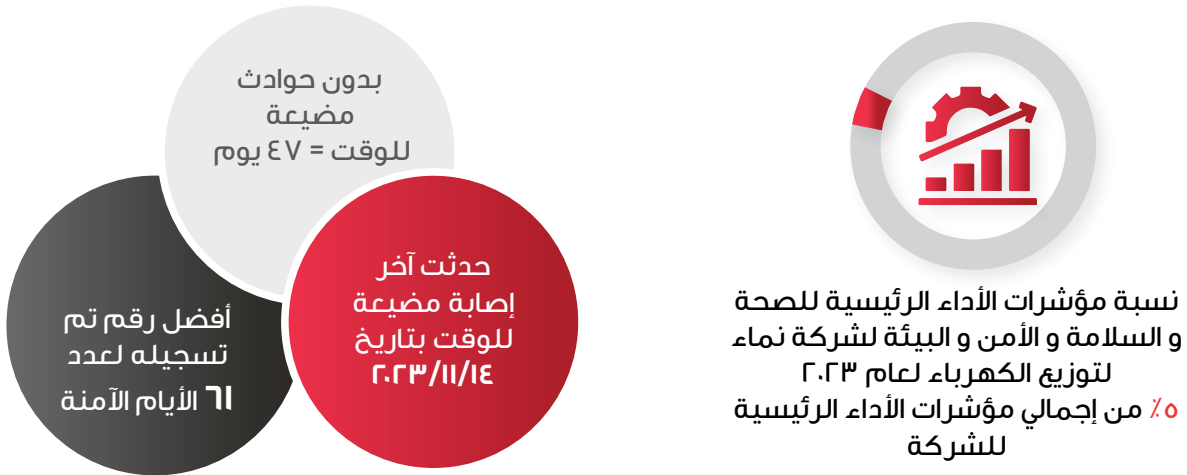 بدون حوادث
مضيعة
للوقت = ٤٧ يوم
حدثت آخر
إصابة مضيعة
للوقت بتاريخ
٢٠٢٣/١١/١٤
أفضل رقم تم
تسجيله لعدد
الأيام الآمنة ٦١
نسبة مؤشرات الأداء الرئيسية للصحة
و السلامة و الأمن و البيئة لشركة نماء
لتوزيع الكهرباء لعام ٢٠٢٣
٥٪ من إجمالي مؤشرات الأداء الرئيسية
للشركة